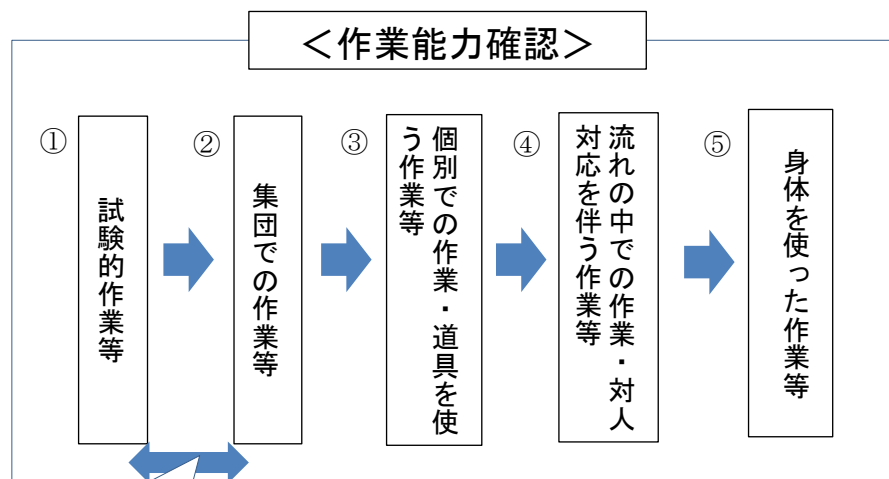 ＜作業能力確認＞
①
試験的作業等
②
集団での作業等
③
個別での作業・道具を使
う作業等
④
流れの中での作業・対人
対応を伴う作業等
⑤
身体を使った作業等